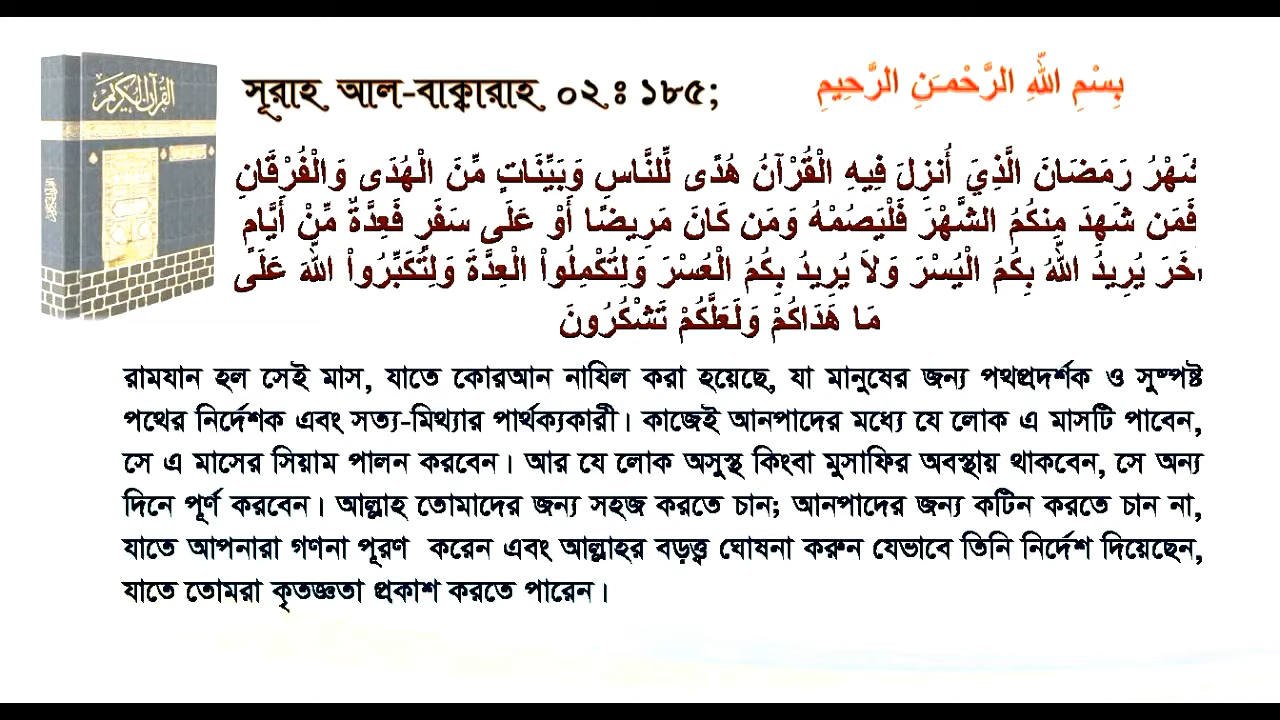 القرآن الكريم
সূরাহ আল-বাক্বারাহ ০২ঃ ১৮৫;
بِسْمِ اللّهِ الرَّحْمَنِ الرَّحِيمِ
شَهْرُ رَمَضَانَ الَّذِيَ أُنزِلَ فِيهِ الْقُرْآنُ هُدًى لِّلنَّاسِ وَبَيِّنَاتٍ مِّنَ الْهُدَى وَالْفُرْقَانِ
فَمَن شَهِدَ مِنكُمُ الشَّهْرَ فَلْيَصُمْهُ وَمَن كَانَ مَرِيضًا أَوْ عَلَى سَفَرٍ فَعِدَّةٌ مِّنْ أَيَّامٍ
أُخَرَ يُرِيدُ اللّهُ بِكُمُ الْيُسْرَ وَلاَ يُرِيدُ بِكُمُ الْعُسْرَ وَلِتُكْمِلُواْ الْعِدَّةَ وَلِتُكَبِّرُواْ اللّهَ عَلَى
مَا هَدَاكُمْ وَلَعَلَّكُمْ تَشْكُرُونَ
রামযান হল সেই মাস, যাতে কোরআন নাযিল করা হয়েছে, যা মানুষের জন্য পথপ্রদর্শক ও সুষ্পষ্ট
পথের নির্দেশক এবং সত্য-মিথ্যার পার্থক্যকারী। কাজেই আনপাদের মধ্যে যে লোক এ মাসটি পাবেন,
সে এ মাসের সিয়াম পালন করবেন। আর যে লোক অসুস্থ কিংবা মুসাফির অবস্থায় থাকবেন, সে অন্য
দিনে পূর্ণ করবেন। আল্লাহ তোমাদের জন্য সহজ করতে চান; আনপাদের জন্য কটিন করতে চান না,
যাতে আপনারা গণনা পূরণ করেন এবং আল্লাহর বড়ত্ত্ব ঘোষনা করুন যেভাবে তিনি নির্দেশ দিয়েছেন,
যাতে তোমরা কৃতজ্ঞতা প্রকাশ করতে পারেন।